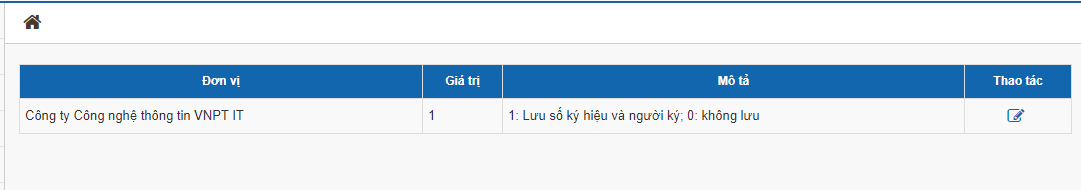 Đơn vị Giá trị Mô tả Thao tác
Công ty Công nghệ thông tin VNPT IT 1 1: Lưu số ký hiệu và người ký; 0: không lưu